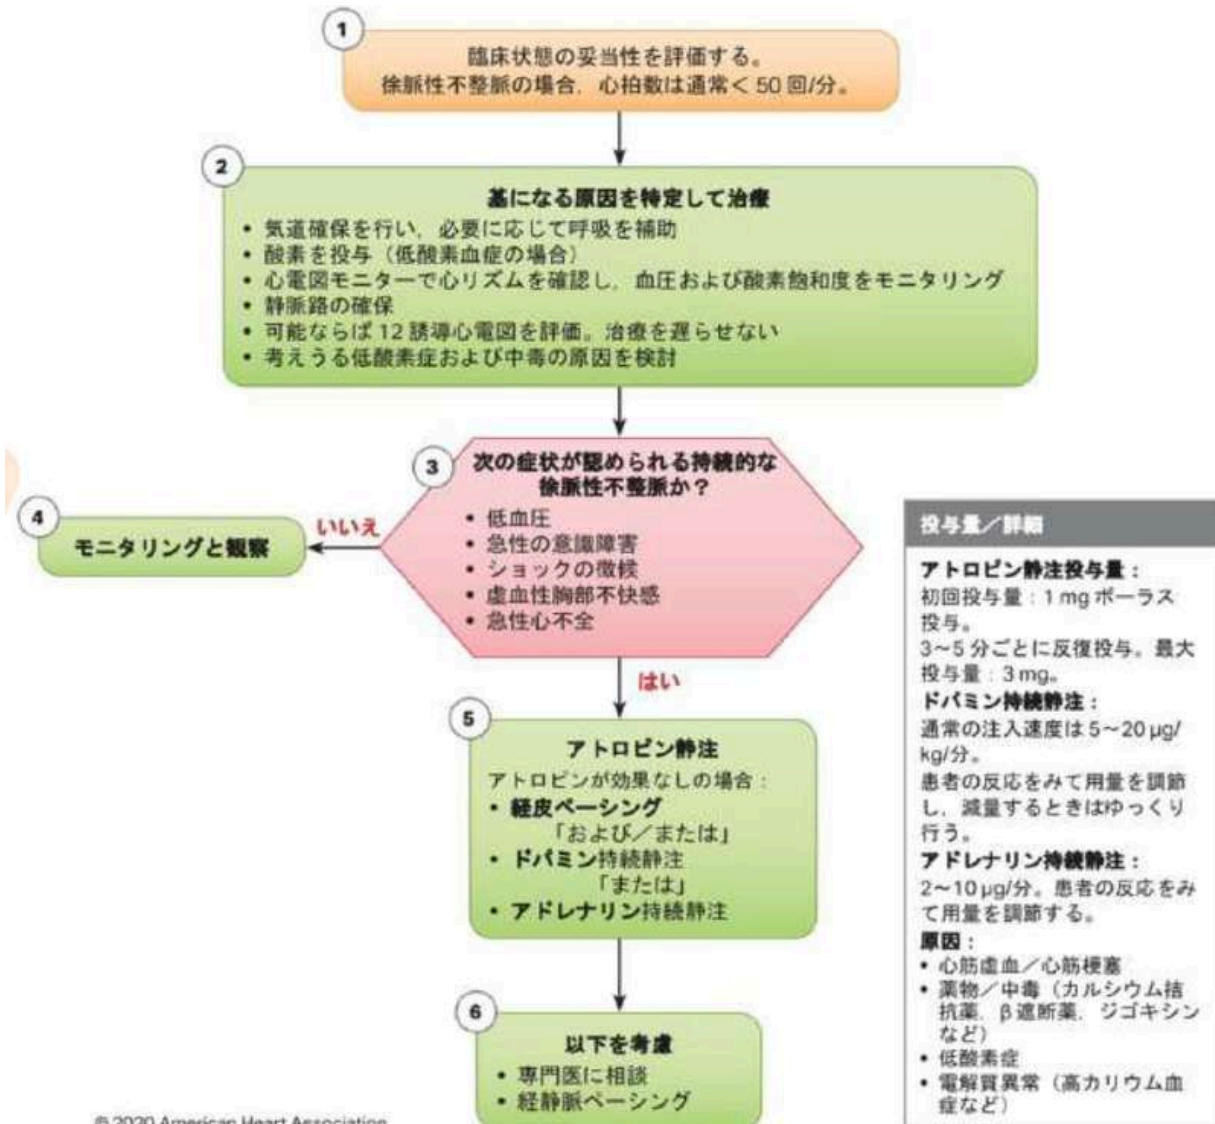 1
臨床状態の妥当性を評価する。
徐脈性不整脈の場合,心拍数は通常< 50 回/分。
2
基になる原因を特定して治療
• 気道確保を行い,必要に応じて呼吸を補助
• 酸素を投与(低酸素血症の場合)
• 心電図モニターで心リズムを確認し,血圧および酸素飽和度をモニタリング
• 静脈路の確保
• 可能ならば 12 誘導心電図を評価。治療を遅らせない
• 考えうる低酸素症および中毒の原因を検討
3
次の症状が認められる持続的な
徐脈性不整脈か?
• 低血圧
• 急性の意識障害
• ショックの徴候
• 虚血性胸部不快感
• 急性心不全
いいえ
4
モニタリングと観察
はい
5
アトロピン静注
アトロピンが効果なしの場合:
• 経皮ペーシング
「および/または」
• ドパミン持続静注
「または」
• アドレナリン持続静注
6
以下を考慮
• 専門医に相談
• 経静脈ペーシング
投与量/詳細
アトロピン静注投与量:
初回投与量:1 mg ボーラス
投与。
3~5 分ごとに反復投与。最大
投与量:3 mg。
ドパミン持続静注:
通常の注入速度は 5~20 µg/
kg/分。
患者の反応をみて用量を調節
し,減量するときはゆっくり
行う。
アドレナリン持続静注:
2~10 µg/分。患者の反応をみ
て用量を調節する。
原因:
• 心筋虚血/心筋梗塞
• 薬物/中毒(カルシウム拮
抗薬,β遮断薬,ジゴキシン
など)
• 低酸素症
• 電解質異常(高カリウム血
症など)
© 2020 American Heart Association